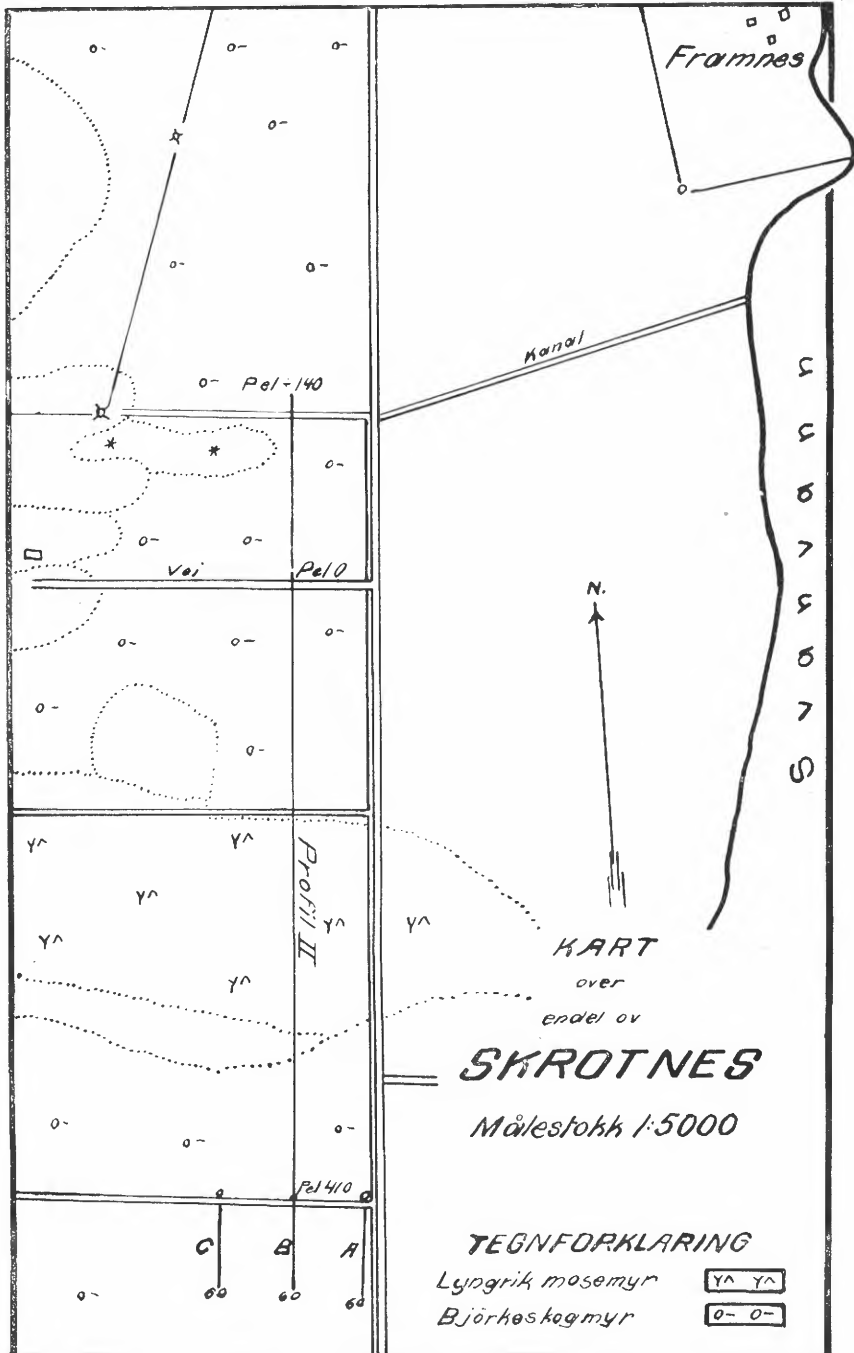 Framnes
Kanal
Pel-140
Vei
Pel 0
N.
Profil II
KART
over
endel ov
SKROTNES
Målestokk 1:5000
Pel 410
C B A
60 60 60
TEGNFORKLARING
Lyngrik mosemyr
Björkeskogmyr